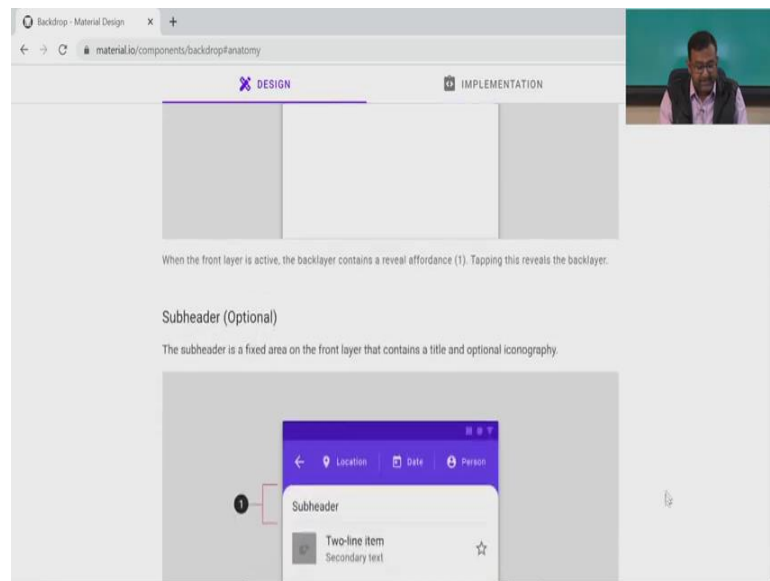 Backdrop - Material Design
material.io/components/backdrop#anatomy
DESIGN
IMPLEMENTATION
When the front layer is active, the backlayer contains a reveal affordance (1). Tapping this reveals the backlayer.
Subheader (Optional)
The subheader is a fixed area on the front layer that contains a title and optional iconography.
Location
Date
Person
1
Subheader
Two-line item
Secondary text